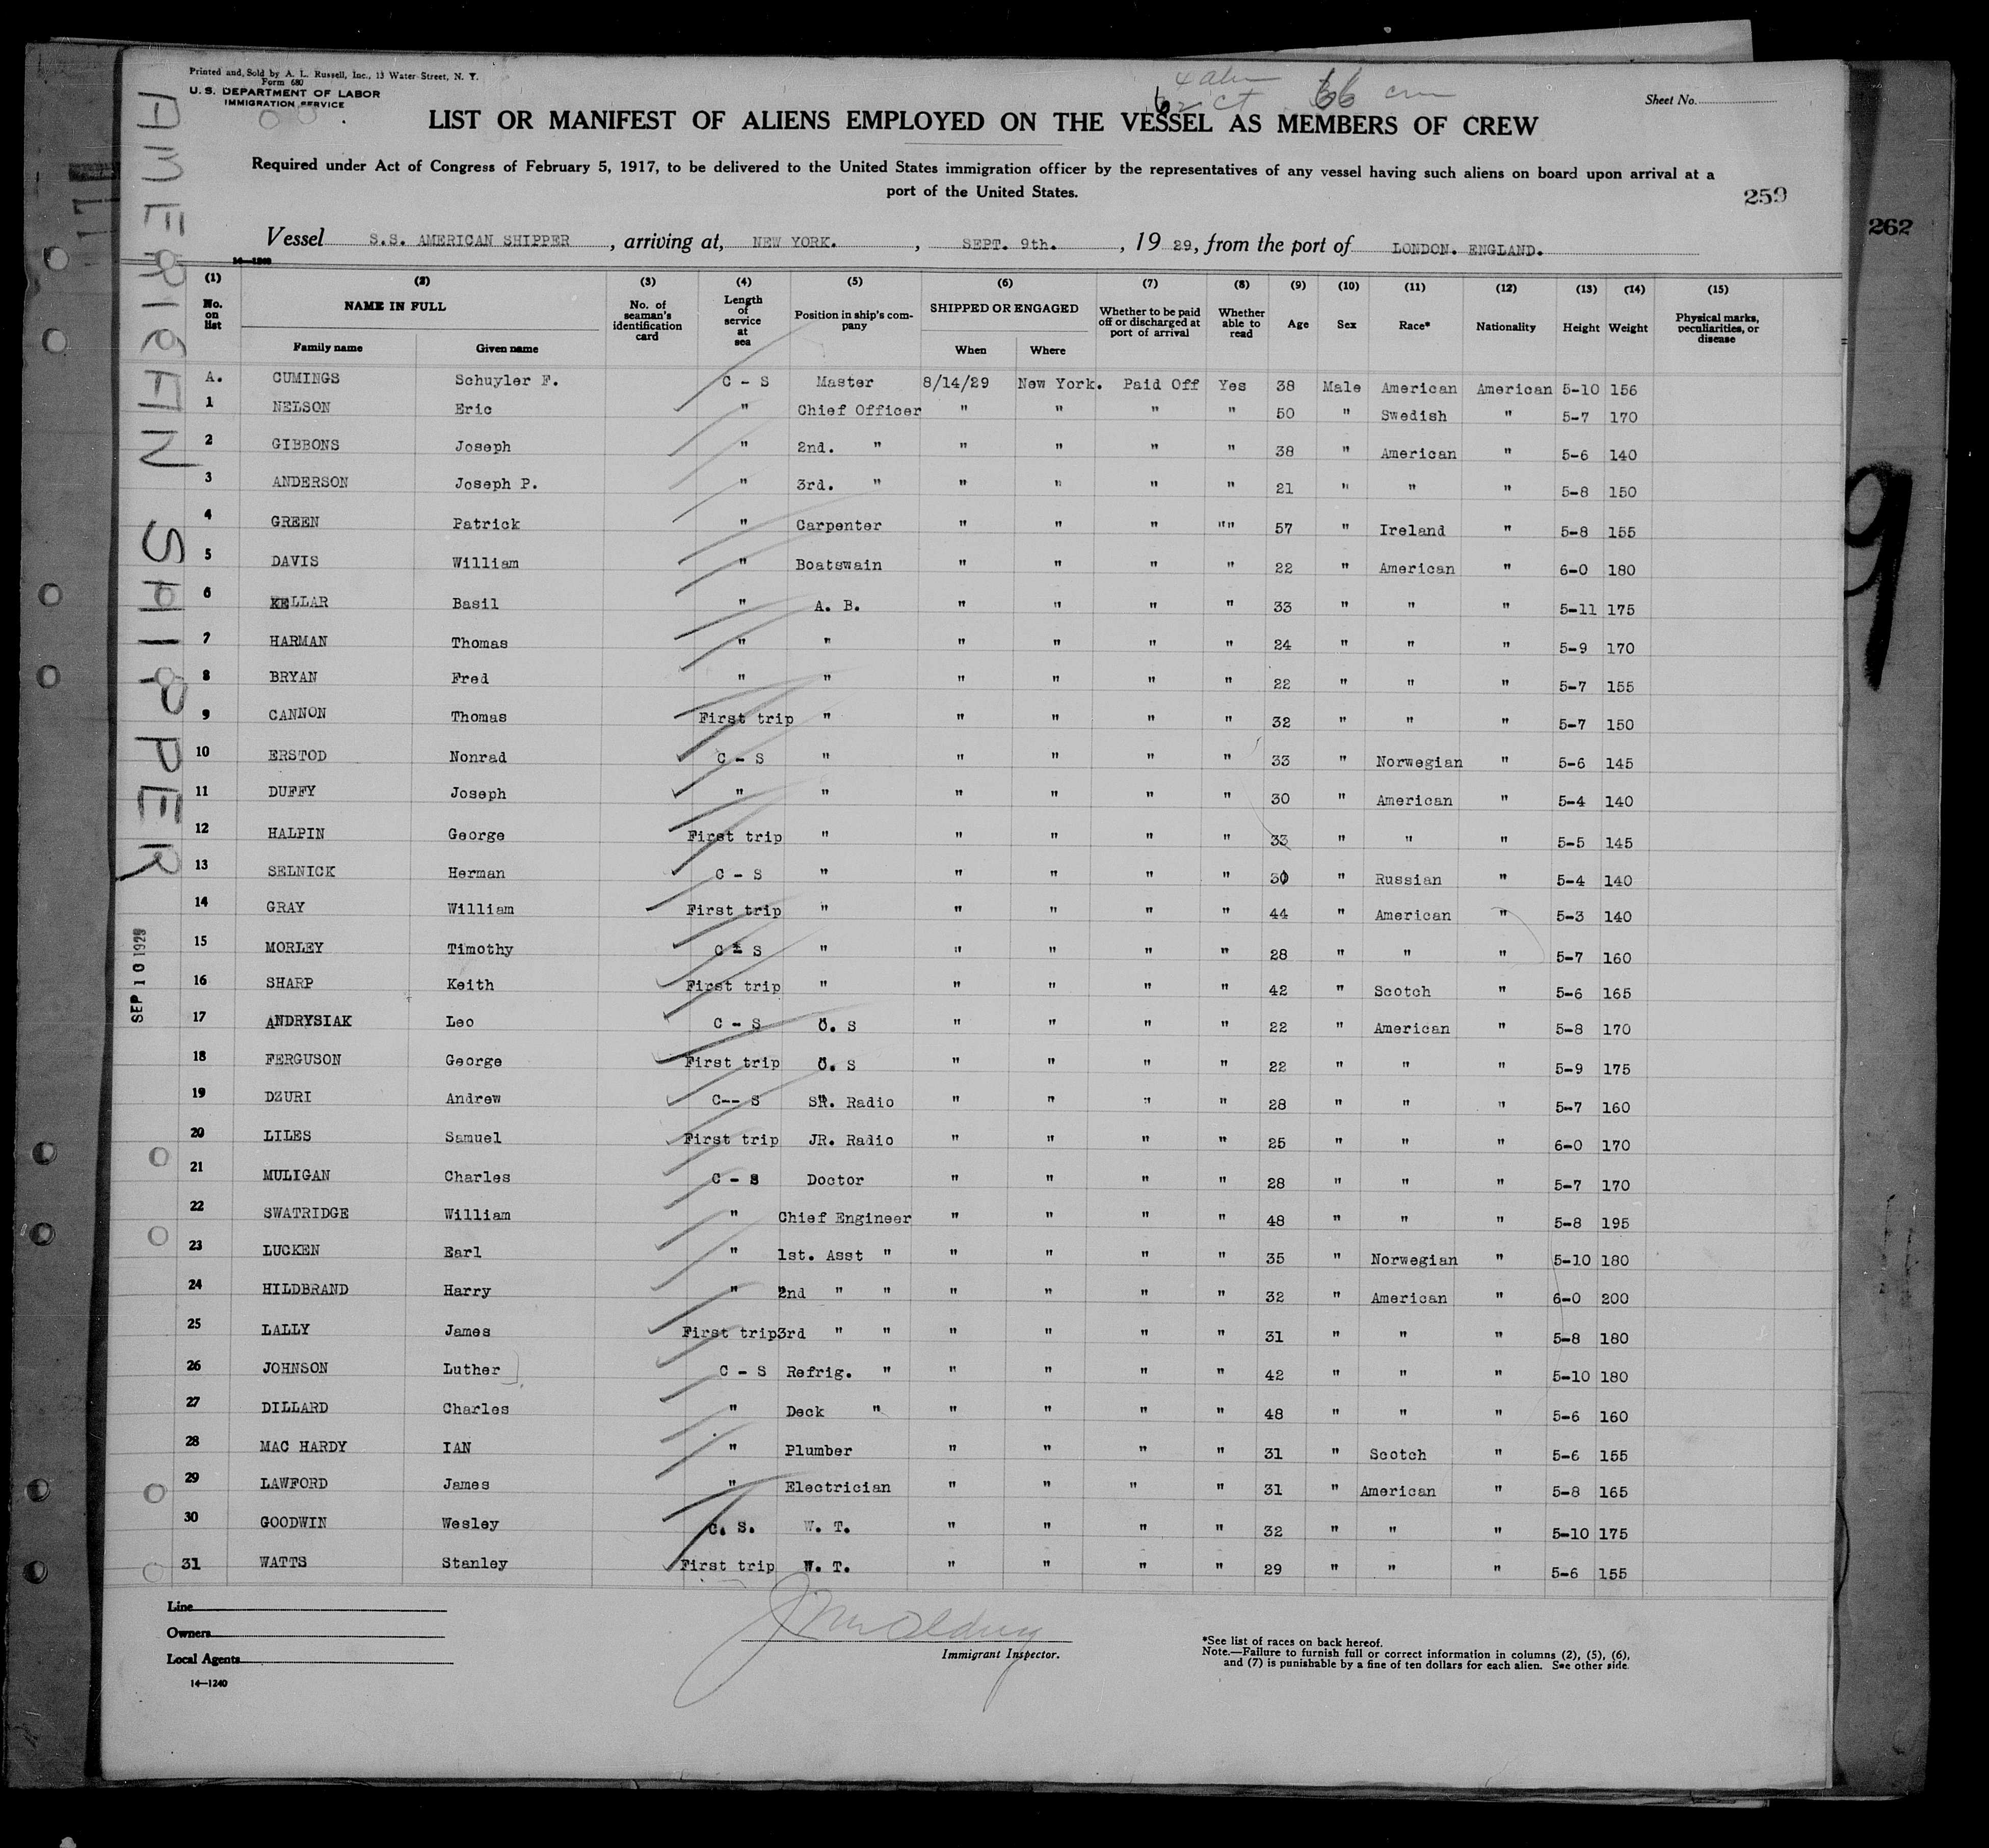 Printed and Sold by A. L. Russell, Inc., 13 Water Street, N. Y.
Form 680
U. S. DEPARTMENT OF LABOR
IMMIGRATION SERVICE
66
Sheet No.
LIST OR MANIFEST OF ALIENS EMPLOYED ON THE VESSEL AS MEMBERS OF CREW
Required under Act of Congress of February 5, 1917, to be delivered to the United States immigration officer by the representatives of any vessel having such aliens on board upon arrival at a
port of the United States.
259
262
9
AMERICAN SHIPPER
SEP 10 1929
Vessel S.S. AMERICAN SHIPPER , arriving at, NEW YORK. , SEPT. 9th. , 19 29, from the port of LONDON. ENGLAND.
14—1240
(1) (2) (3) (4) (5) (6) (7) (8) (9) (10) (11) (12) (13) (14) (15)
No. on list NAME IN FULL No. of seaman's identification card Length of service at sea Position in ship's company SHIPPED OR ENGAGED Whether to be paid off or discharged at port of arrival Whether able to read Age Sex Race* Nationality Height Weight Physical marks, peculiarities, or disease
Family name Given name When Where
A. CUMINGS Schuyler F. C - S Master 8/14/29 New York. Paid Off Yes 38 Male American American 5-10 156
1 NELSON Eric " Chief Officer " " " " 50 " Swedish " 5-7 170
2 GIBBONS Joseph " 2nd. " " " " " 38 " American " 5-6 140
3 ANDERSON Joseph P. " 3rd. " " " " " 21 " " " 5-8 150
4 GREEN Patrick " Carpenter " " " "" 57 " Ireland " 5-8 155
5 DAVIS William " Boatswain " " " " 22 " American " 6-0 180
6 KELLAR Basil " A. B. " " " " 33 " " " 5-11 175
7 HARMAN Thomas " " " " " " 24 " " " 5-9 170
8 BRYAN Fred " " " " " " 22 " " " 5-7 155
9 CANNON Thomas First trip " " " " " 32 " " " 5-7 150
10 ERSTOD Nonrad C - S " " " " " 33 " Norwegian " 5-6 145
11 DUFFY Joseph " " " " " " 30 " American " 5-4 140
12 HALPIN George First trip " " " " " 33 " " " 5-5 145
13 SELNICK Herman C - S " " " " " 30 " Russian " 5-4 140
14 GRAY William First trip " " " " " 44 " American " 5-3 140
15 MORLEY Timothy C - S " " " " " 28 " " " 5-7 160
16 SHARP Keith First trip " " " " " 42 " Scotch " 5-6 165
17 ANDRYSIAK Leo C - S O. S " " " " 22 " American " 5-8 170
18 FERGUSON George First trip O. S " " " " 22 " " " 5-9 175
19 DZURI Andrew C-- S SR. Radio " " " " 28 " " " 5-7 160
20 LILES Samuel First trip JR. Radio " " " " 25 " " " 6-0 170
21 MULIGAN Charles C - S Doctor " " " " 28 " " " 5-7 170
22 SWATRIDGE William " Chief Engineer " " " " 48 " " " 5-8 195
23 LUCKEN Earl " 1st. Asst " " " " " 35 " Norwegian " 5-10 180
24 HILDBRAND Harry " 2nd " " " " " " 32 " American " 6-0 200
25 LALLY James First trip 3rd " " " " " " 31 " " " 5-8 180
26 JOHNSON Luther C - S Refrig. " " " " " 42 " " " 5-10 180
27 DILLARD Charles " Deck " " " " " 48 " " " 5-6 160
28 MAC HARDY IAN " Plumber " " " " 31 " Scotch " 5-6 155
29 LAWFORD James " Electrician " " " " 31 " American " 5-8 165
30 GOODWIN Wesley C. S. W. T. " " " " 32 " " " 5-10 175
31 WATTS Stanley First trip W. T. " " " " 29 " " " 5-6 155
Line
Owners
Local Agents
14—1240
Immigrant Inspector.
*See list of races on back hereof.
Note.—Failure to furnish full or correct information in columns (2), (5), (6),
and (7) is punishable by a fine of ten dollars for each alien. See other side.